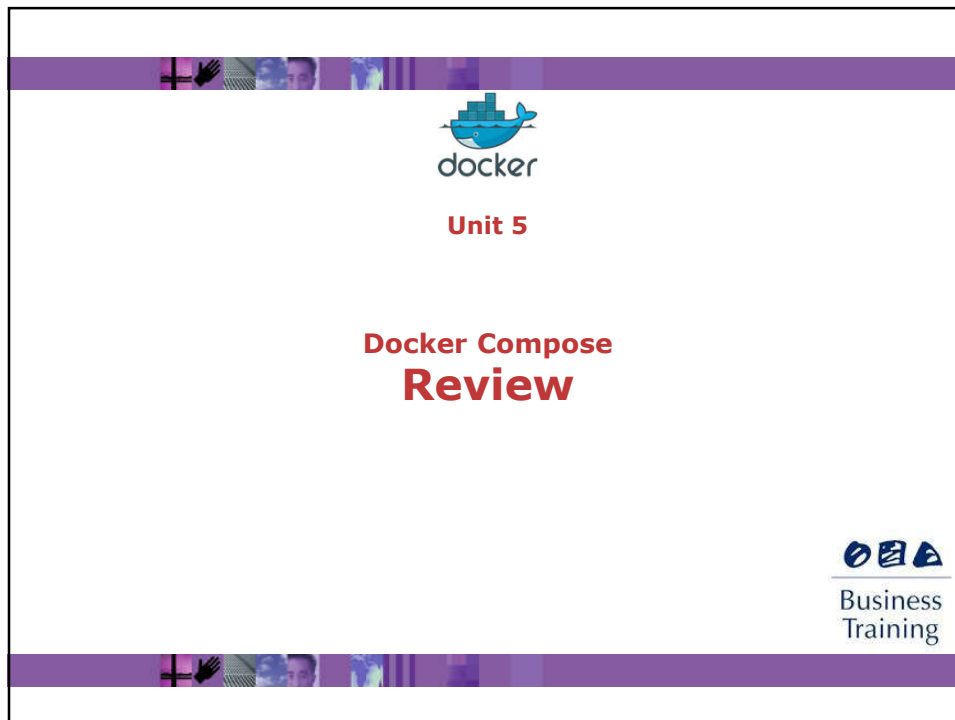 docker
Unit 5
Docker Compose
Review
Business
Training